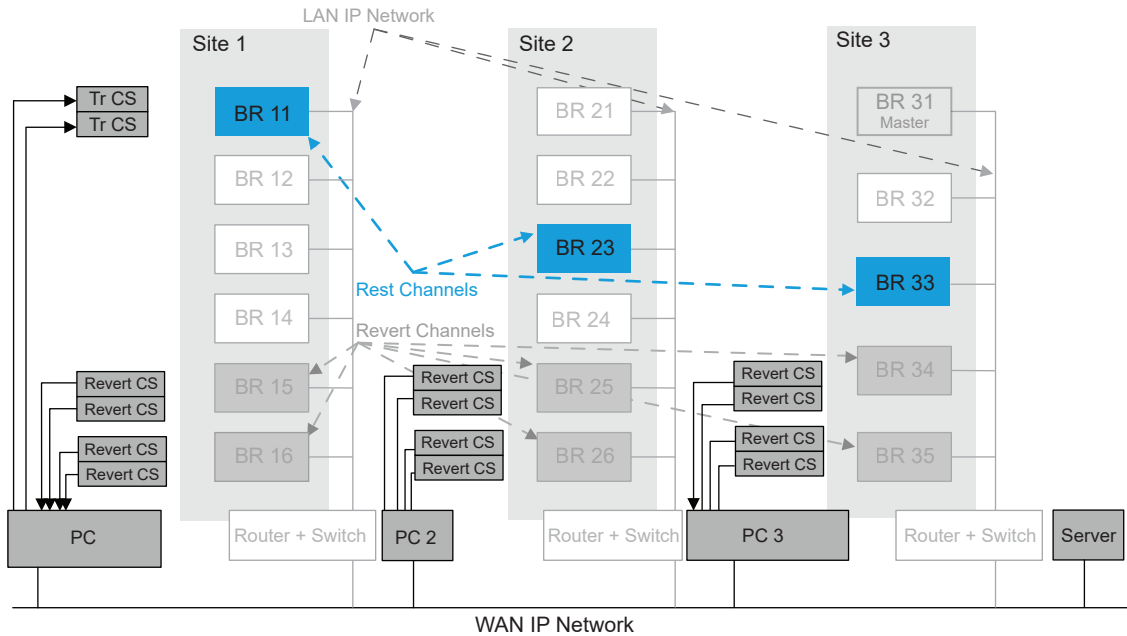 LAN IP Network
Site 1
Site 2
Site 3
Tr CS
Tr CS
BR 11
BR 12
BR 13
BR 14
BR 15
BR 16
BR 21
BR 22
BR 23
BR 24
BR 25
BR 26
BR 31
Master
BR 32
BR 33
BR 34
BR 35
Rest Channels
Revert Channels
Revert CS
Revert CS
Revert CS
Revert CS
Revert CS
Revert CS
Revert CS
Revert CS
Revert CS
Revert CS
Revert CS
Revert CS
PC
Router + Switch
PC 2
Router + Switch
PC 3
Router + Switch
Server
WAN IP Network